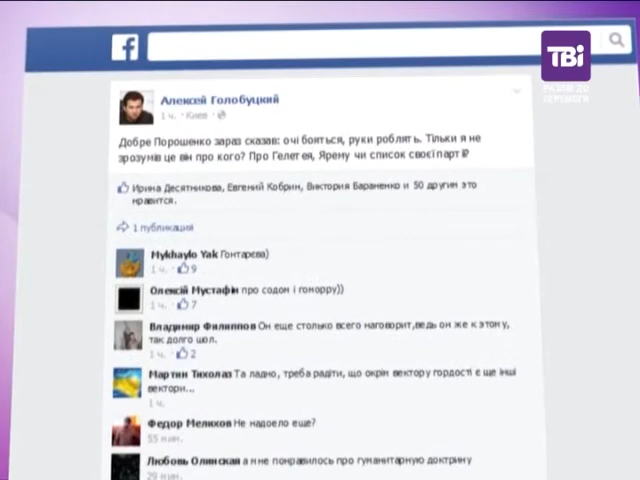 f
ТВі
РАЗОМ ДО
ПЕРЕМОГИ
Алексей Голобуцкий
1 ч. · Киев ·
Добре Порошенко зараз сказав: очі бояться, руки роблять. Тільки я не
зрозумів це він про кого? Про Гелетея, Ярему чи список своєї партії?
Ирина Десятникова, Евгений Кобрин, Виктория Бараненко и 50 другим это
нравится.
1 публикация
Mykhaylo Yak Гонтарєва)
1 ч. · 9
Олексій Мустафін про содом і гоморру))
1 ч. · 7
Владимир Филиппов Он еще столько всего наговорит,ведь он же к этому,
так долго шол.
1 ч. · 2
Мартин Тихолаз Та ладно, треба радіти, що окрім вектору гордості є ще інші
вектори...
1 ч.
Федор Мелихов Не надоело еще?
55 мин.
Любовь Олинская а мне понравилось про гуманитарную доктрину
29 мин.